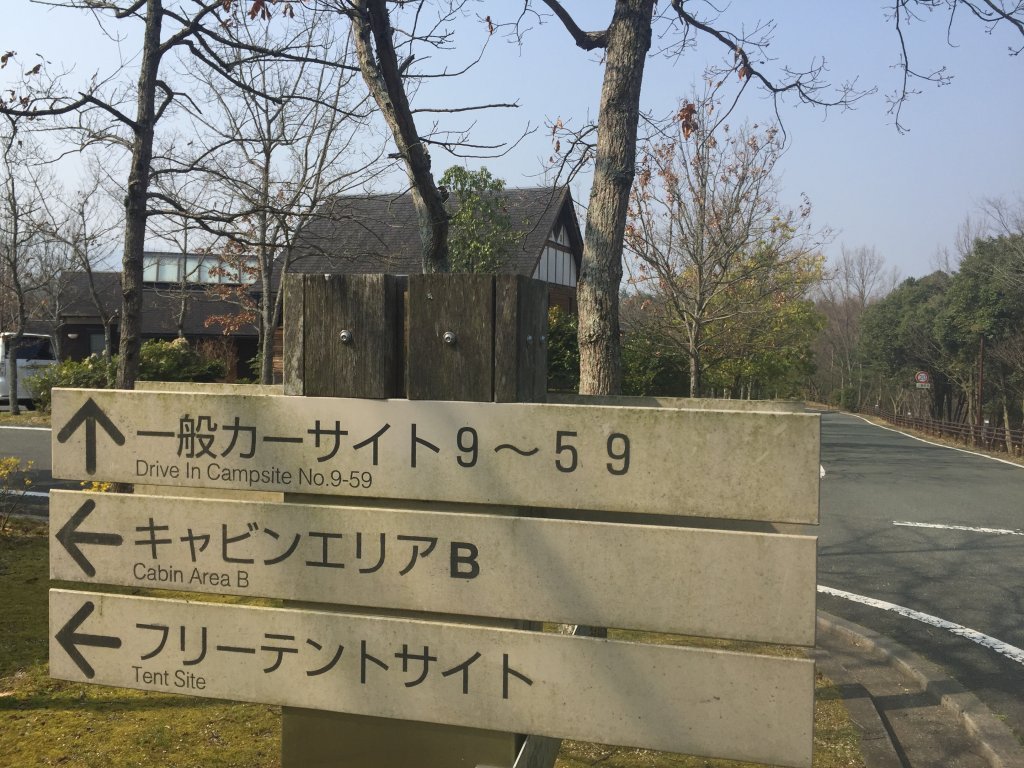 一般カーサイト9～59
Drive In Campsite No.9-59
キャビンエリアB
Cabin Area B
フリーテントサイト
Tent Site